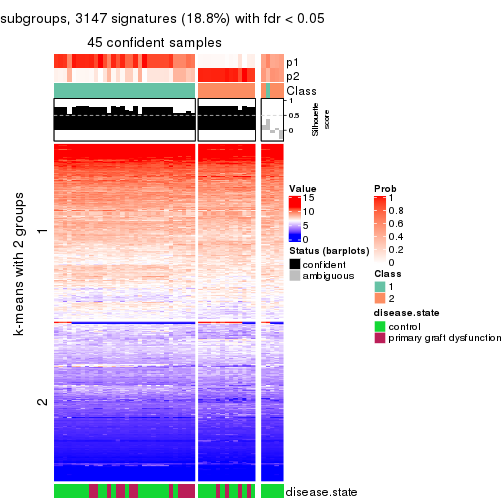 subgroups, 3147 signatures (18.8%) with fdr < 0.05
45 confident samples
p1
p2
Class
1
0.5
0
Silhouette
score
k-means with 2 groups
1
2
disease.state
Value
15
10
5
0
Status (barplots)
confident
ambiguous
Prob
1
0.8
0.6
0.4
0.2
0
Class
1
2
disease.state
control
primary graft dysfunction